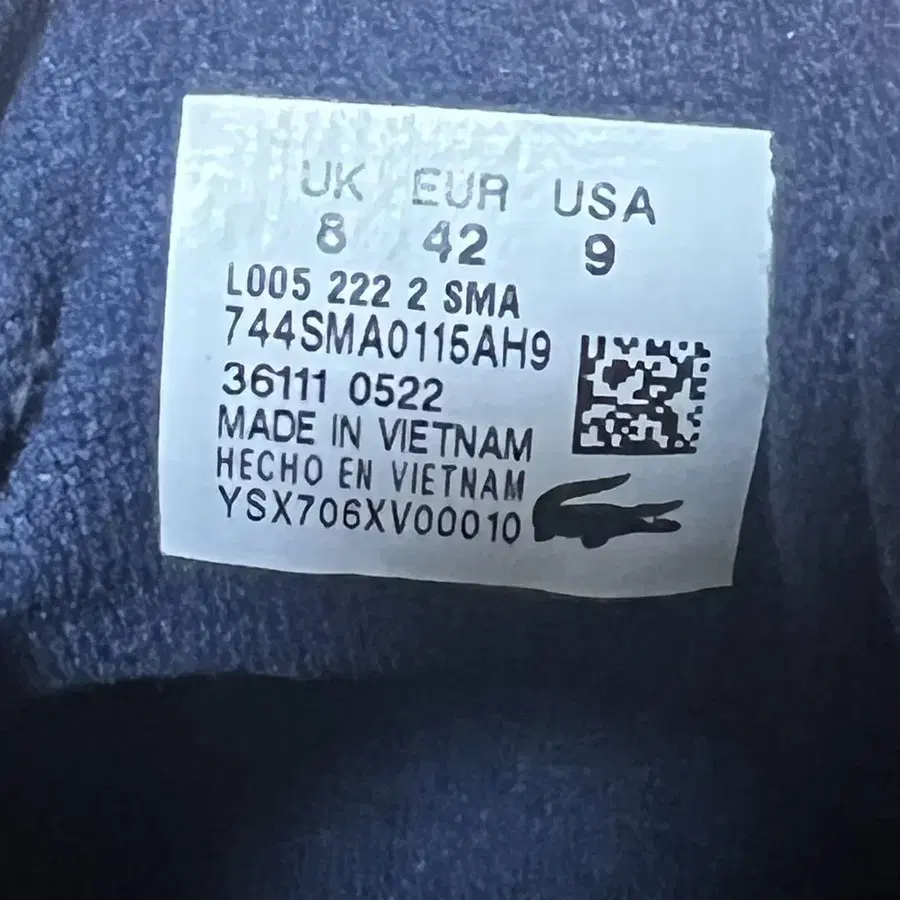 UK EUR USA
8 42 9
L005 222 2 SMA
744SMA0115AH9
36111 0522
MADE IN VIETNAM
HECHO EN VIETNAM
YSX706XV00010